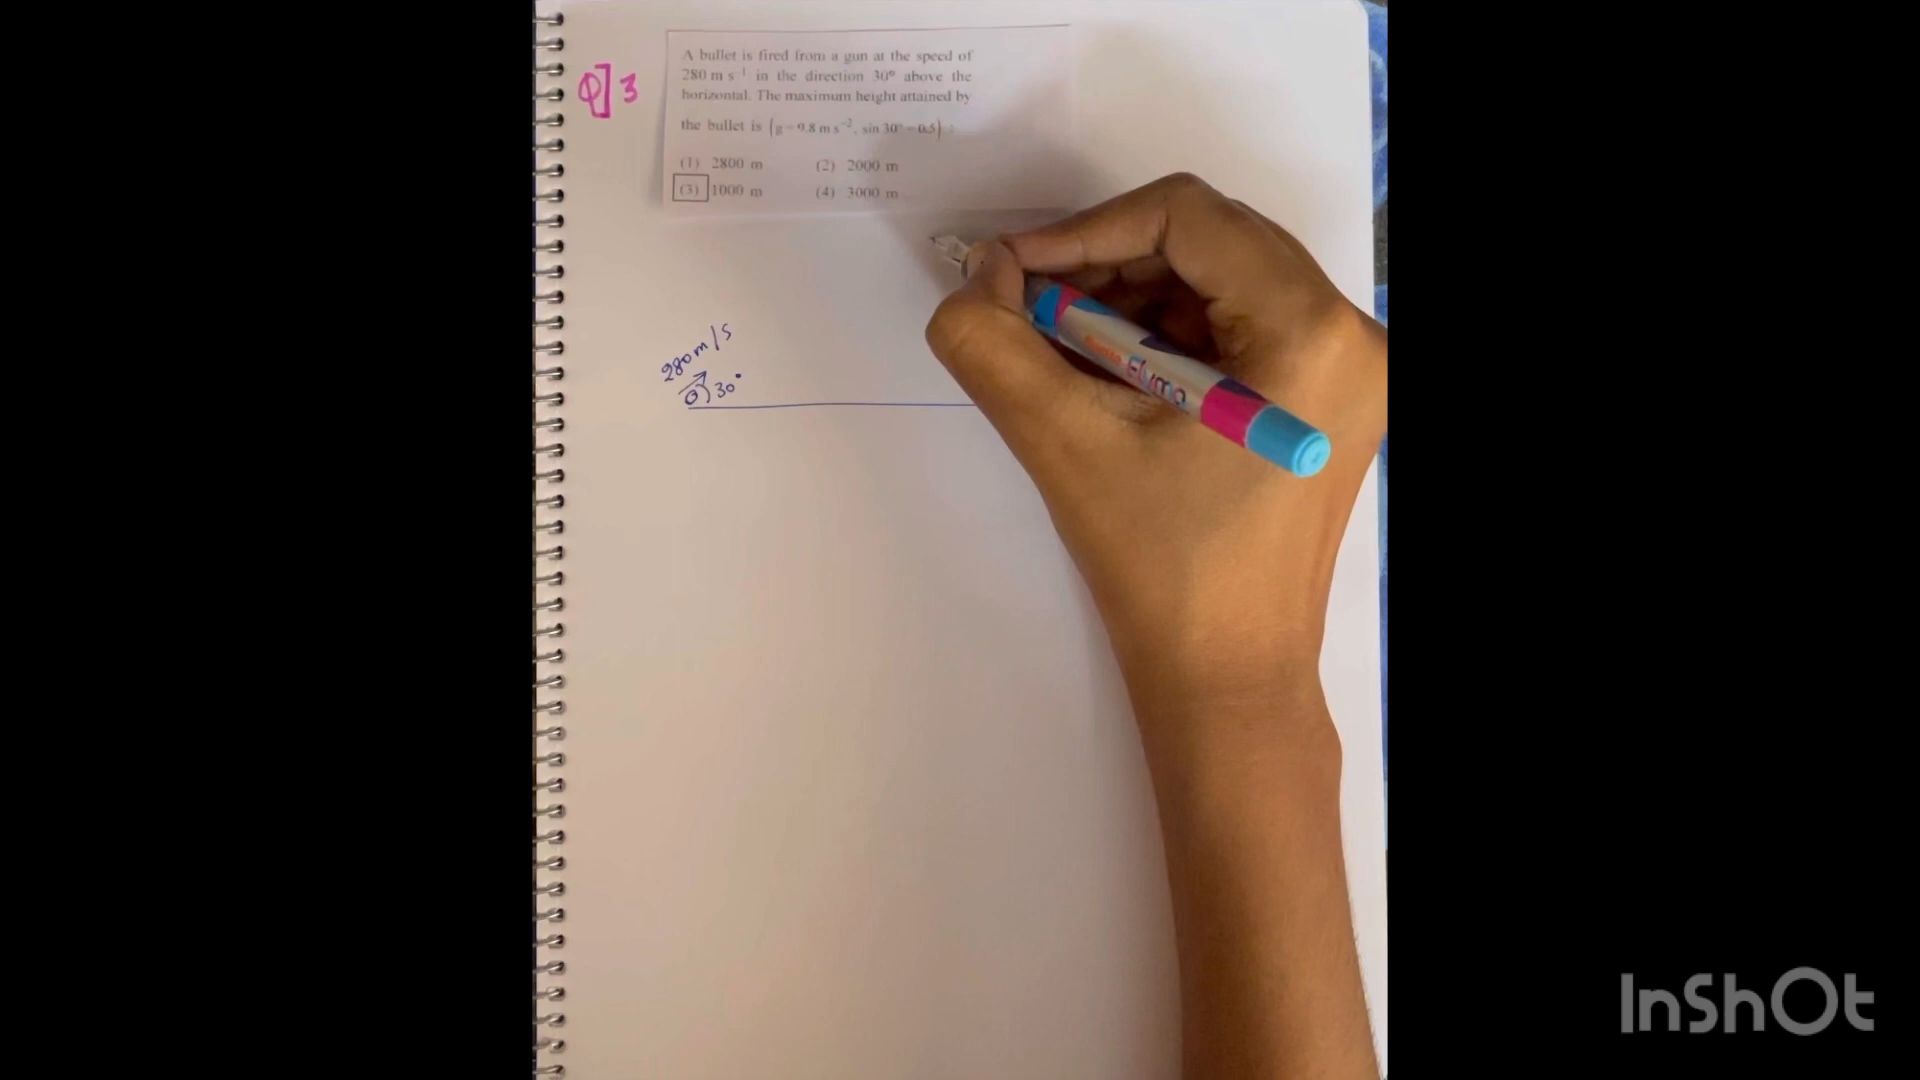 Q] 3
A bullet is fired from a gun at the speed of
280 m s⁻¹ in the direction 30° above the
horizontal. The maximum height attained by
the bullet is (g = 9.8 m s⁻², sin 30° = 0.5) :
(1) 2800 m (2) 2000 m
(3) 1000 m (4) 3000 m
280 m/s
θ 30°
Elyma
InShOt